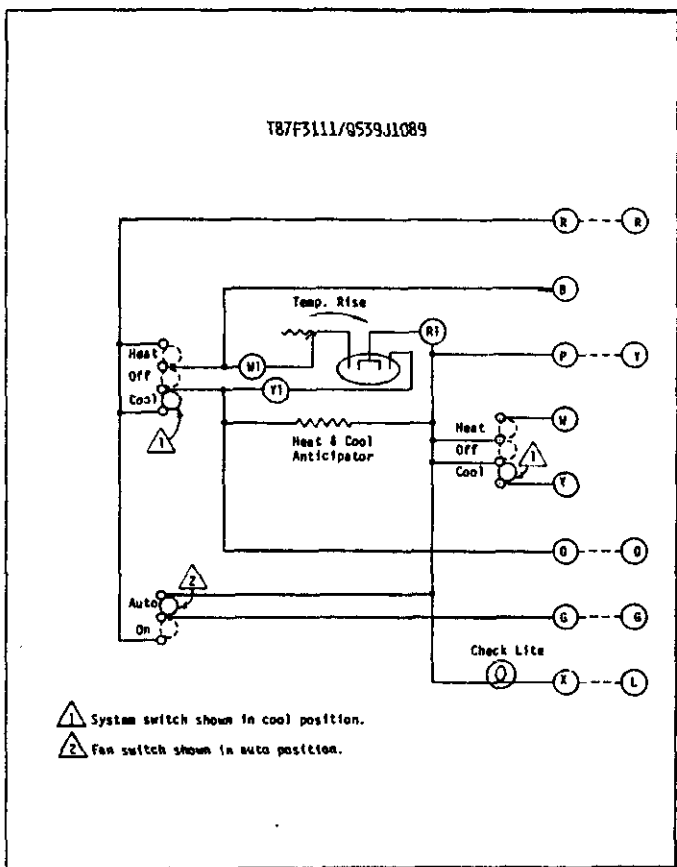 T87F3111/Q539J1089
R R
B
Temp. Rise
R1
P Y
Heat
Off
Cool
W1
Y1
1
Heat & Cool
Anticipator
Heat
Off
Cool
1
W
Y
O O
2
Auto
On
G G
Check Lite
X L
1 System switch shown in cool position.
2 Fan switch shown in auto position.